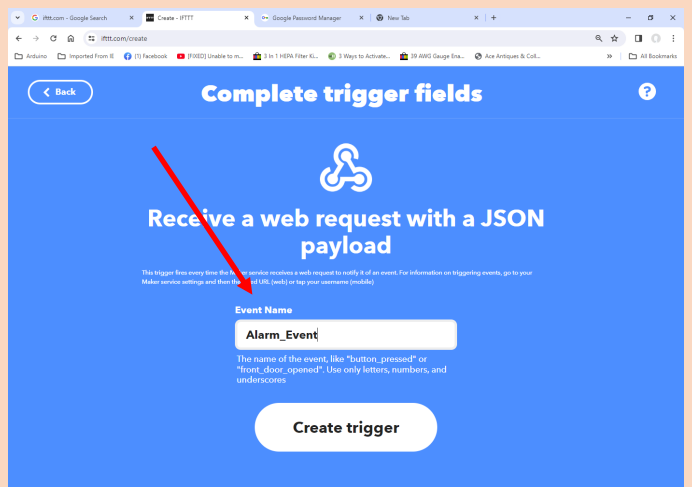 ifttt.com - Google Search
Create - IFTTT
Google Password Manager
New Tab
ifttt.com/create
Arduino
Imported From IE
(1) Facebook
[FIXED] Unable to m...
3 In 1 HEPA Filter Ki...
3 Ways to Activate...
39 AWG Gauge Ena...
Ace Antiques & Coll...
All Bookmarks
Back
Complete trigger fields
?
Receive a web request with a JSON
payload
This trigger fires every time the Maker service receives a web request to notify it of an event. For information on triggering events, go to your
Maker service settings and then the URL (web) or tap your username (mobile)
Event Name
Alarm_Event
The name of the event, like "button_pressed" or
"front_door_opened". Use only letters, numbers, and
underscores
Create trigger